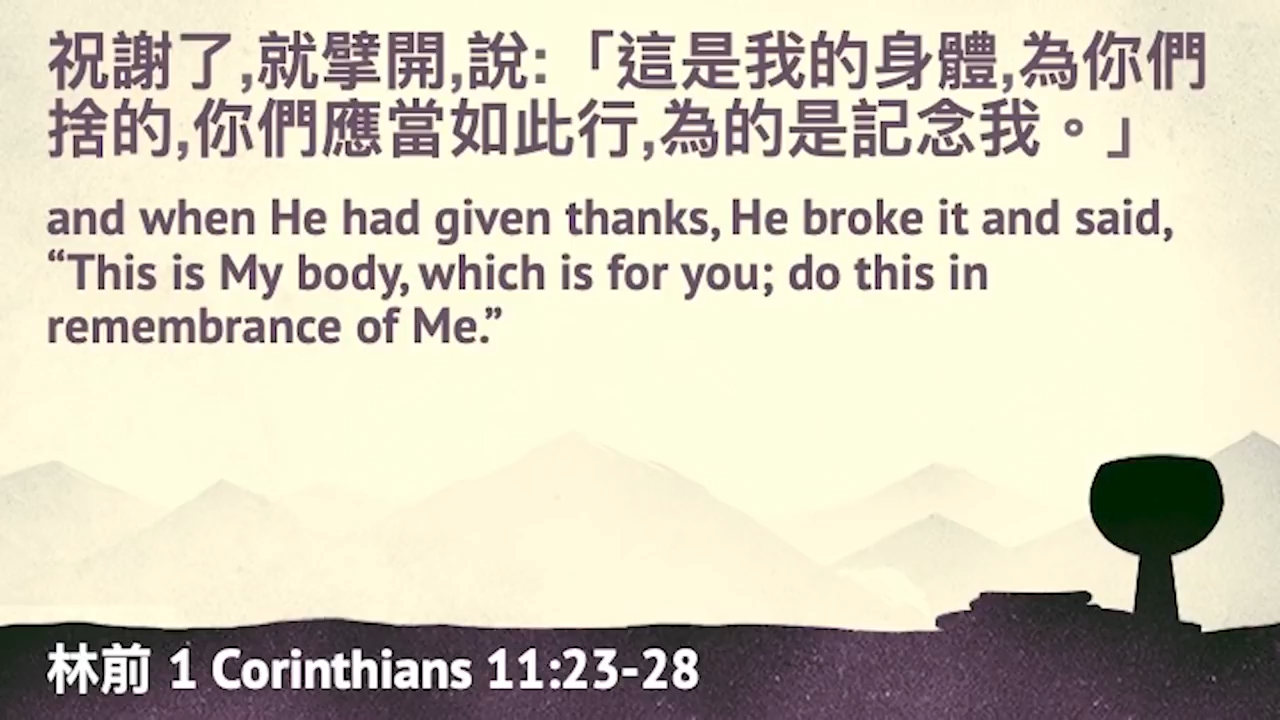 祝謝了,就擘開,說:「這是我的身體,為你們
捨的,你們應當如此行,為的是記念我。」
and when He had given thanks, He broke it and said,
“This is My body, which is for you; do this in
remembrance of Me.”
林前 1 Corinthians 11:23-28